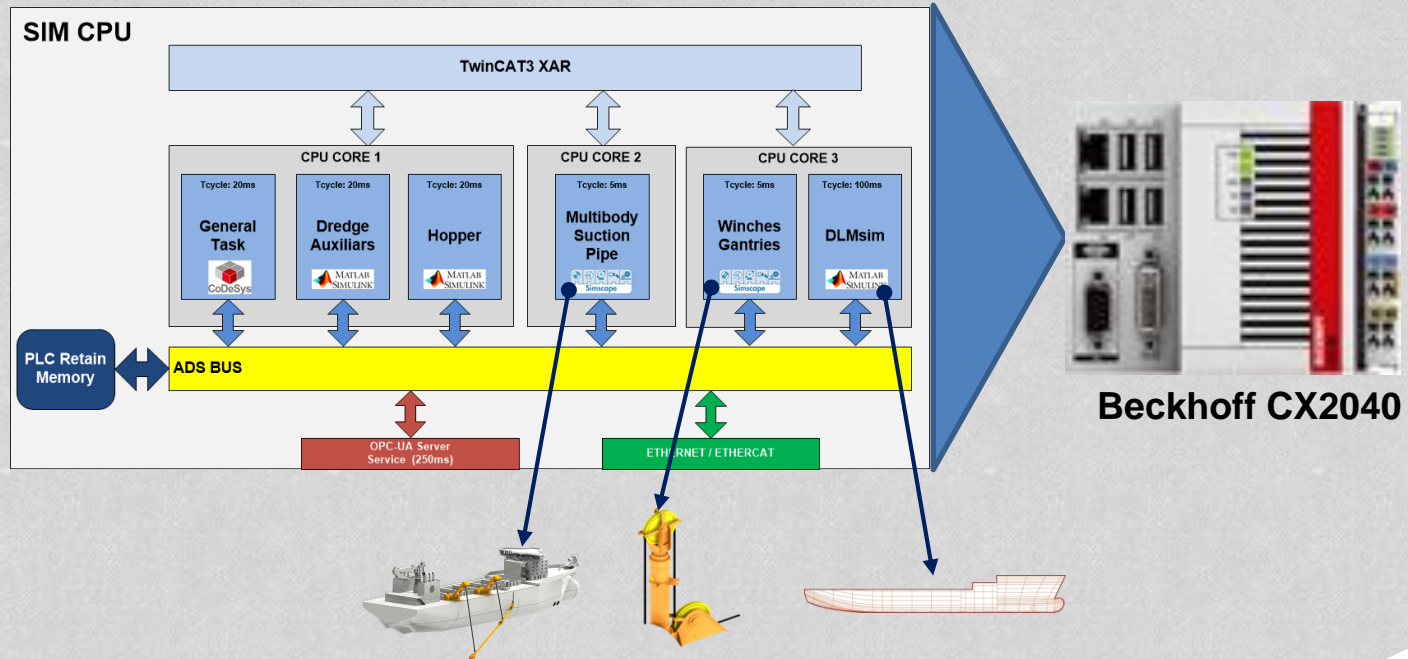 SIM CPU
TwinCAT3 XAR
CPU CORE 1
CPU CORE 2
CPU CORE 3
Tcycle: 20ms
General
Task
CoDeSys
Tcycle: 20ms
Dredge
Auxiliars
MATLAB
SIMULINK
Tcycle: 20ms
Hopper
MATLAB
SIMULINK
Tcycle: 5ms
Multibody
Suction
Pipe
Simscape
Tcycle: 5ms
Winches
Gantries
Simscape
Tcycle: 100ms
DLMsim
MATLAB
SIMULINK
PLC Retain
Memory
ADS BUS
OPC-UA Server
Service (250ms)
ETHERNET / ETHERCAT
Beckhoff CX2040